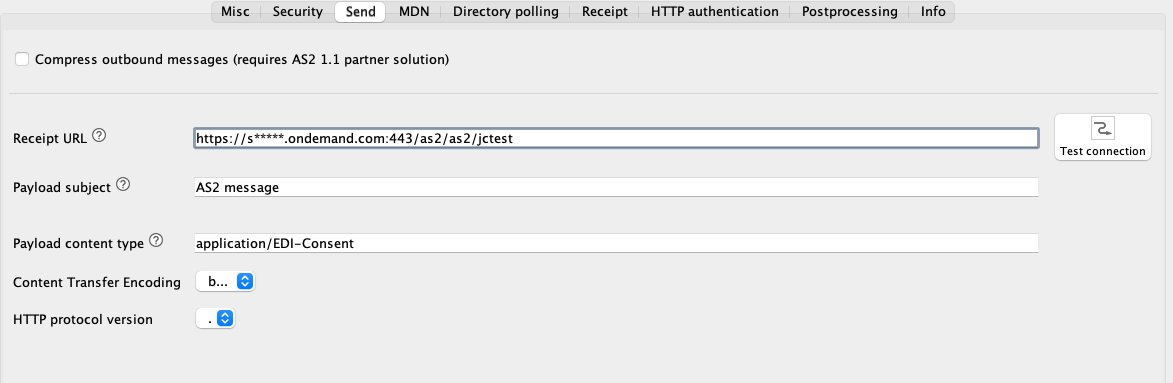 Misc Security Send MDN Directory polling Receipt HTTP authentication Postprocessing Info
Compress outbound messages (requires AS2 1.1 partner solution)
Receipt URL ? https://s*****.ondemand.com:443/as2/as2/jctest
Test connection
Payload subject ? AS2 message
Payload content type ? application/EDI-Consent
Content Transfer Encoding b...
HTTP protocol version .